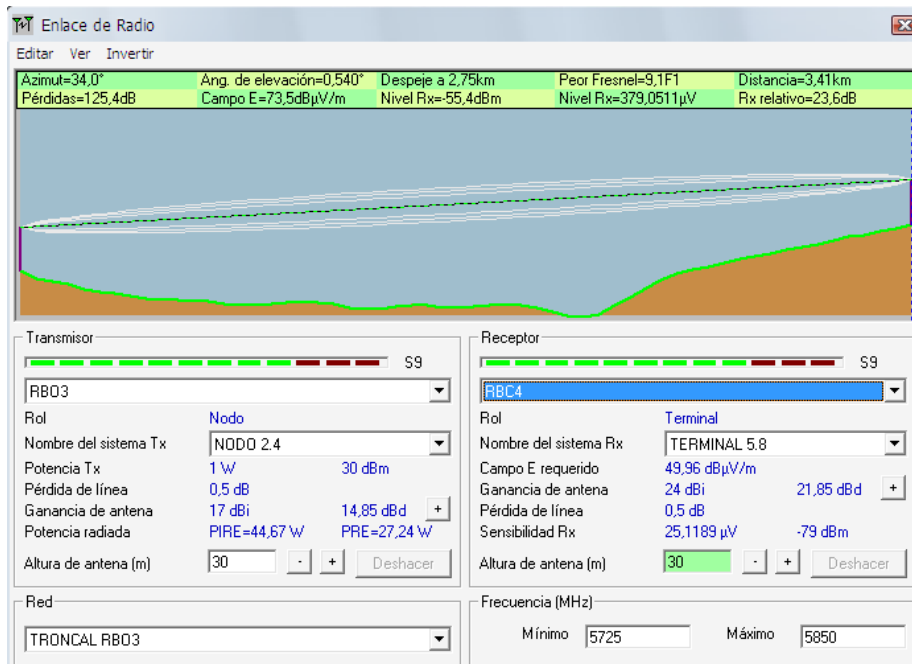 Enlace de Radio
Editar Ver Invertir
Azimut=34,0° Ang. de elevación=0,540° Despeje a 2,75km Peor Fresnel=9,1F1 Distancia=3,41km
Pérdidas=125,4dB Campo E=73,5dBµV/m Nivel Rx=-55,4dBm Nivel Rx=379,0511µV Rx relativo=23,6dB
Transmisor
S9
RB03
Rol Nodo
Nombre del sistema Tx NODO 2.4
Potencia Tx 1 W 30 dBm
Pérdida de línea 0,5 dB
Ganancia de antena 17 dBi 14,85 dBd +
Potencia radiada PIRE=44,67 W PRE=27,24 W
Altura de antena (m) 30 - + Deshacer
Red
TRONCAL RB03
Receptor
S9
RBC4
Rol Terminal
Nombre del sistema Rx TERMINAL 5.8
Campo E requerido 49,96 dBµV/m
Ganancia de antena 24 dBi 21,85 dBd +
Pérdida de línea 0,5 dB
Sensibilidad Rx 25,1189 µV -79 dBm
Altura de antena (m) 30 - + Deshacer
Frecuencia (MHz)
Mínimo 5725 Máximo 5850